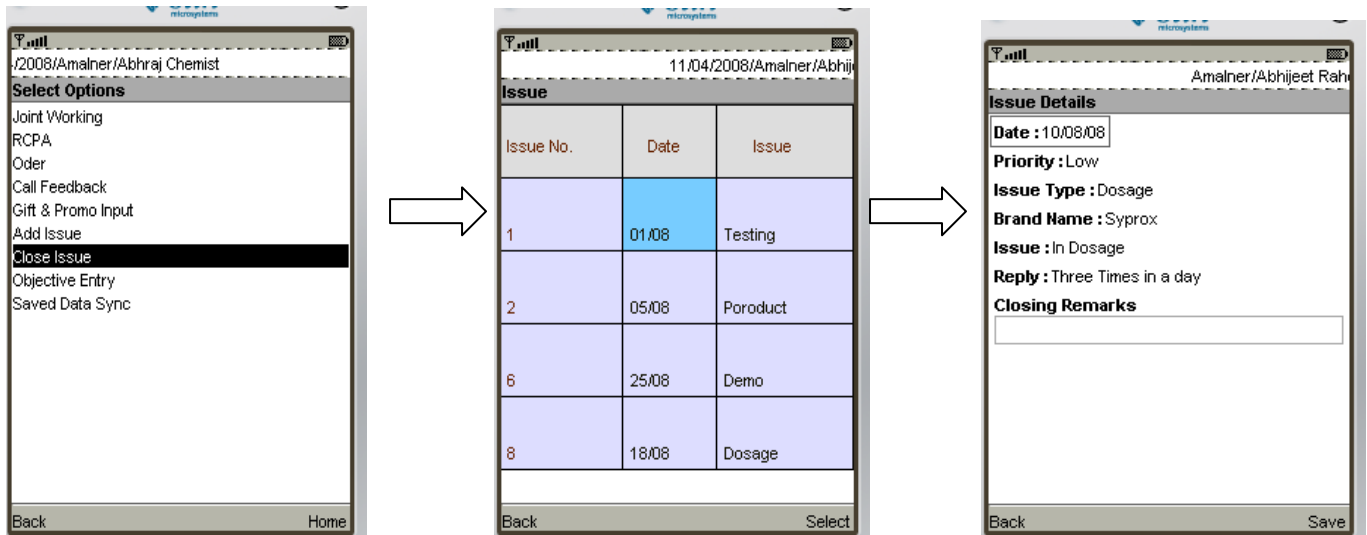 microsystems
/2008/Amalner/Abhraj Chemist
Select Options
Joint Working
RCPA
Oder
Call Feedback
Gift & Promo Input
Add Issue
Close Issue
Objective Entry
Saved Data Sync
Back Home
microsystems
11/04/2008/Amalner/Abhij
Issue
Issue No. Date Issue
1 01/08 Testing
2 05/08 Poroduct
6 25/08 Demo
8 18/08 Dosage
Back Select
microsystems
Amalner/Abhijeet Rah
Issue Details
Date : 10/08/08
Priority : Low
Issue Type : Dosage
Brand Name : Syprox
Issue : In Dosage
Reply : Three Times in a day
Closing Remarks
Back Save